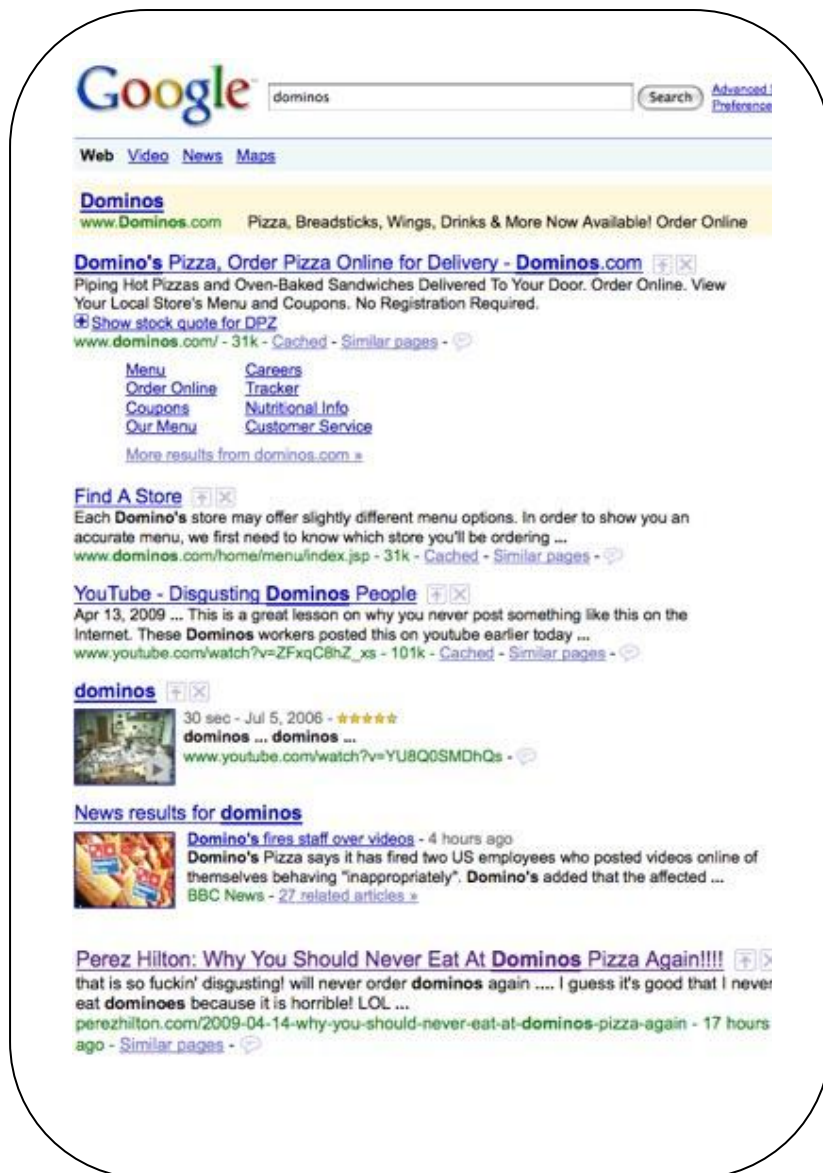 Google
dominos
Search
Advanced
Preference
Web Video News Maps
Dominos
www.Dominos.com Pizza, Breadsticks, Wings, Drinks & More Now Available! Order Online
Domino's Pizza, Order Pizza Online for Delivery - Dominos.com
Piping Hot Pizzas and Oven-Baked Sandwiches Delivered To Your Door. Order Online. View
Your Local Store's Menu and Coupons. No Registration Required.
Show stock quote for DPZ
www.dominos.com/ - 31k - Cached - Similar pages -
Menu Careers
Order Online Tracker
Coupons Nutritional Info
Our Menu Customer Service
More results from dominos.com »
Find A Store
Each Domino's store may offer slightly different menu options. In order to show you an
accurate menu, we first need to know which store you'll be ordering ...
www.dominos.com/home/menu/index.jsp - 31k - Cached - Similar pages -
YouTube - Disgusting Dominos People
Apr 13, 2009 ... This is a great lesson on why you never post something like this on the
Internet. These Dominos workers posted this on youtube earlier today ...
www.youtube.com/watch?v=ZFxqC8hZ_xs - 101k - Cached - Similar pages -
dominos
30 sec - Jul 5, 2006 -
dominos ... dominos ...
www.youtube.com/watch?v=YU8Q0SMDhQs -
News results for dominos
Domino's fires staff over videos - 4 hours ago
Domino's Pizza says it has fired two US employees who posted videos online of
themselves behaving "inappropriately". Domino's added that the affected ...
BBC News - 27 related articles »
Perez Hilton: Why You Should Never Eat At Dominos Pizza Again!!!!
that is so fuckin' disgusting! will never order dominos again .... I guess it's good that I never
eat dominoes because it is horrible! LOL ...
perezhilton.com/2009-04-14-why-you-should-never-eat-at-dominos-pizza-again - 17 hours
ago - Similar pages -